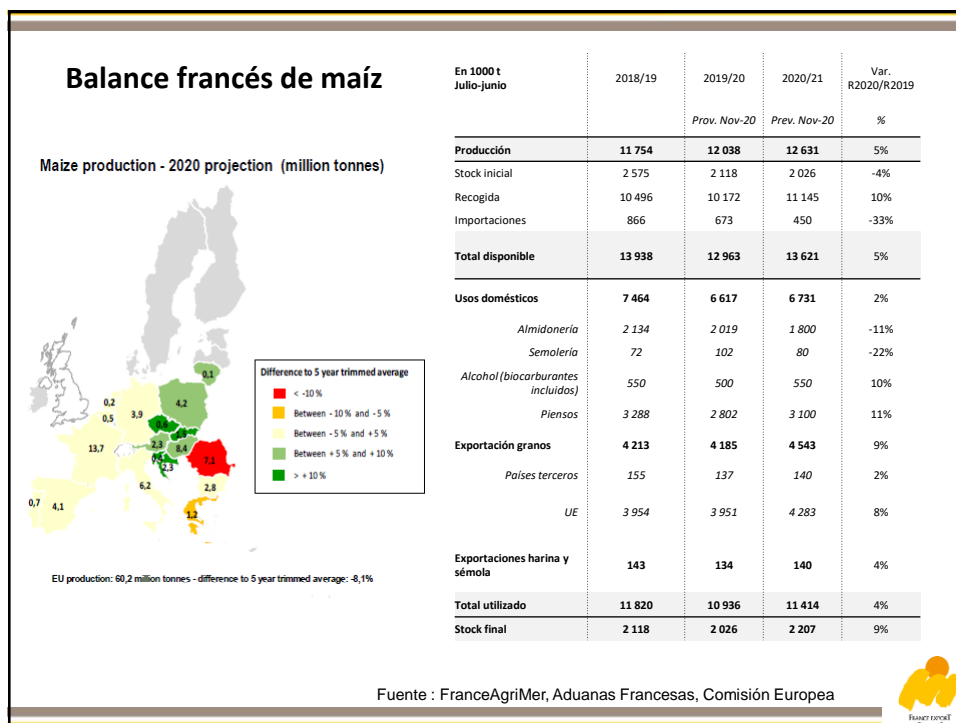 Balance francés de maíz
Maize production - 2020 projection (million tonnes)
0,1
4,2
0,2
0,5
3,9
0,6
13,7
2,3
8,4
7,1
2,3
6,2
2,8
0,7
4,1
1,2
Difference to 5 year trimmed average
< -10 %
Between - 10 % and - 5 %
Between - 5 % and + 5 %
Between + 5 % and + 10 %
> + 10 %
EU production: 60,2 million tonnes - difference to 5 year trimmed average: -8,1%
En 1000 t 2018/19 2019/20 2020/21 Var.
Julio-junio R2020/R2019
Prov. Nov-20 Prev. Nov-20 %
Producción 11 754 12 038 12 631 5%
Stock inicial 2 575 2 118 2 026 -4%
Recogida 10 496 10 172 11 145 10%
Importaciones 866 673 450 -33%
Total disponible 13 938 12 963 13 621 5%
Usos domésticos 7 464 6 617 6 731 2%
Almidonería 2 134 2 019 1 800 -11%
Semolería 72 102 80 -22%
Alcohol (biocarburantes
incluidos) 550 500 550 10%
Piensos 3 288 2 802 3 100 11%
Exportación granos 4 213 4 185 4 543 9%
Países terceros 155 137 140 2%
UE 3 954 3 951 4 283 8%
Exportaciones harina y
sémola 143 134 140 4%
Total utilizado 11 820 10 936 11 414 4%
Stock final 2 118 2 026 2 207 9%
Fuente : FranceAgriMer, Aduanas Francesas, Comisión Europea
FRANCE EXPORT